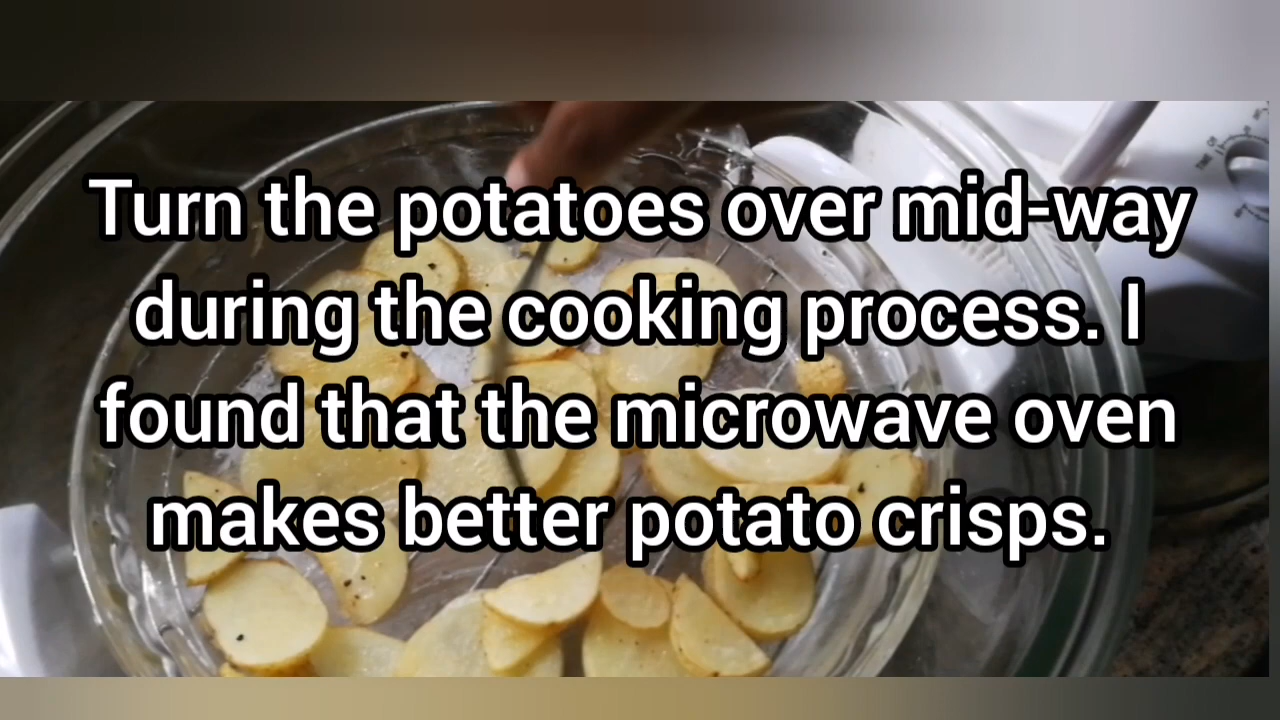 Turn the potatoes over mid-way
during the cooking process. I
found that the microwave oven
makes better potato crisps.